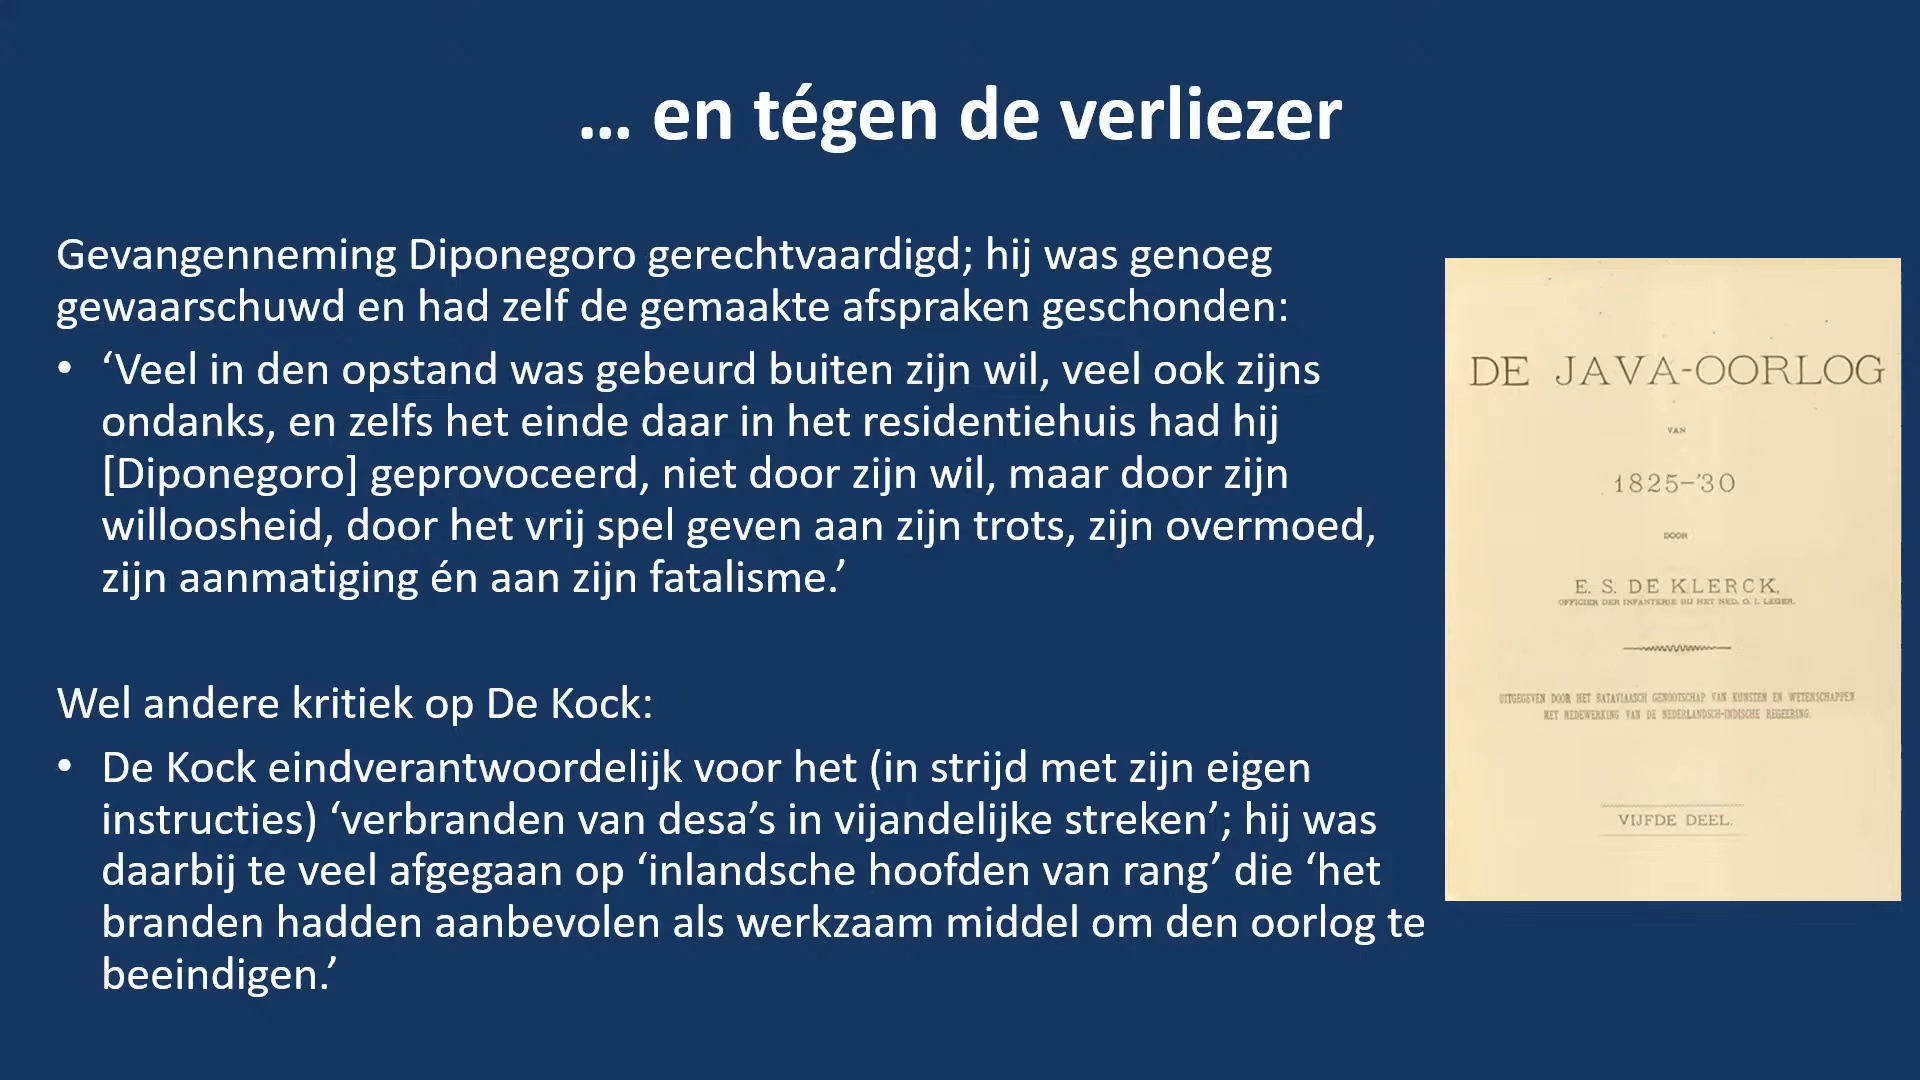 ... en tégen de verliezer
Gevangenneming Diponegoro gerechtvaardigd; hij was genoeg
gewaarschuwd en had zelf de gemaakte afspraken geschonden:
• ‘Veel in den opstand was gebeurd buiten zijn wil, veel ook zijns
ondanks, en zelfs het einde daar in het residentiehuis had hij
[Diponegoro] geprovoceerd, niet door zijn wil, maar door zijn
willoosheid, door het vrij spel geven aan zijn trots, zijn overmoed,
zijn aanmatiging én aan zijn fatalisme.’
Wel andere kritiek op De Kock:
• De Kock eindverantwoordelijk voor het (in strijd met zijn eigen
instructies) ‘verbranden van desa’s in vijandelijke streken’; hij was
daarbij te veel afgegaan op ‘inlandsche hoofden van rang’ die ‘het
branden hadden aanbevolen als werkzaam middel om den oorlog te
beeindigen.’
DE JAVA-OORLOG
VAN
1825-'30
DOOR
E. S. DE KLERCK,
OFFICIER DER INFANTERIE BIJ HET NED. O. I. LEGER.
UITGEGEVEN DOOR HET BATAVIAASCH GENOOTSCHAP VAN KUNSTEN EN WETENSCHAPPEN
MET MEDEWERKING VAN DE NEDERLANDSCH-INDISCHE REGEERING.
VIJFDE DEEL.